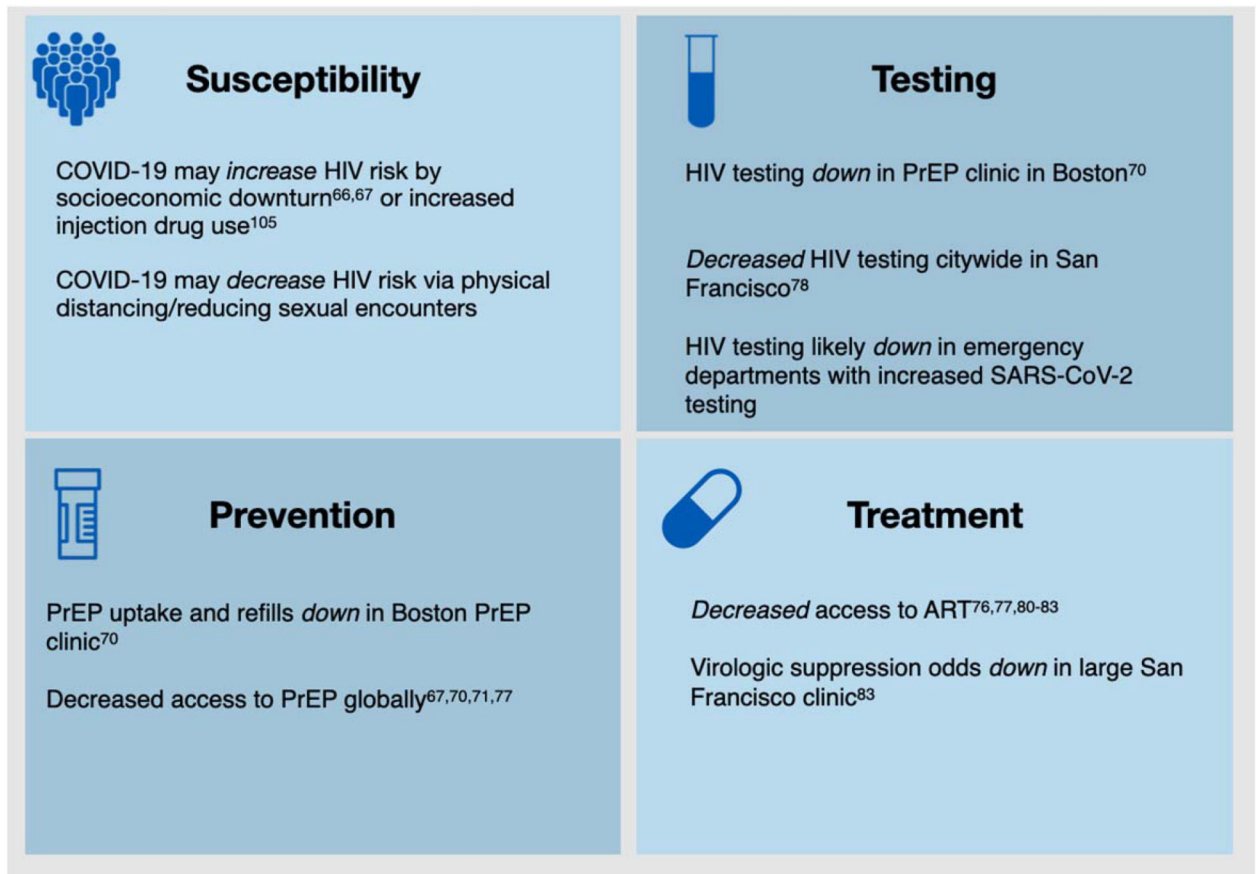 Susceptibility
COVID-19 may increase HIV risk by
socioeconomic downturn66,67 or increased
injection drug use105
COVID-19 may decrease HIV risk via physical
distancing/reducing sexual encounters
Testing
HIV testing down in PrEP clinic in Boston70
Decreased HIV testing citywide in San
Francisco78
HIV testing likely down in emergency
departments with increased SARS-CoV-2
testing
Prevention
PrEP uptake and refills down in Boston PrEP
clinic70
Decreased access to PrEP globally67,70,71,77
Treatment
Decreased access to ART76,77,80-83
Virologic suppression odds down in large San
Francisco clinic83